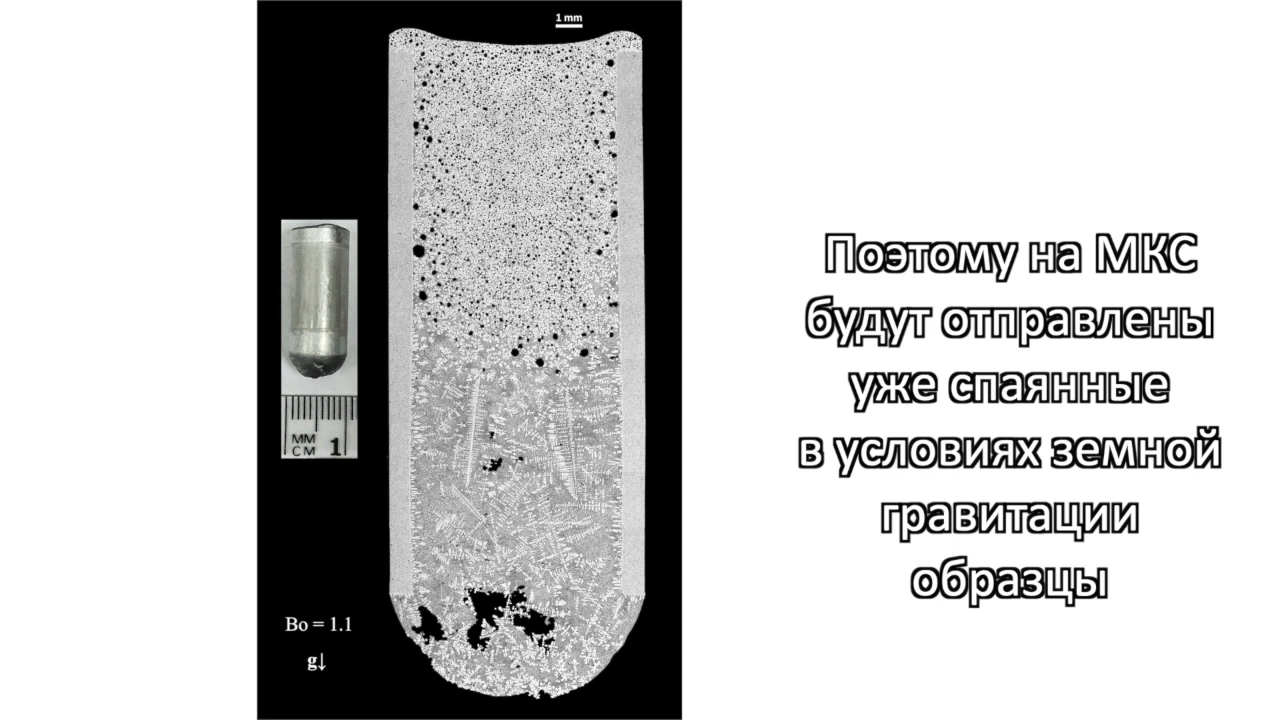 1 mm
MM
CM 1
Bo = 1.1
g↓
Поэтому на МКС
будут отправлены
уже спаянные
в условиях земной
гравитации
образцы